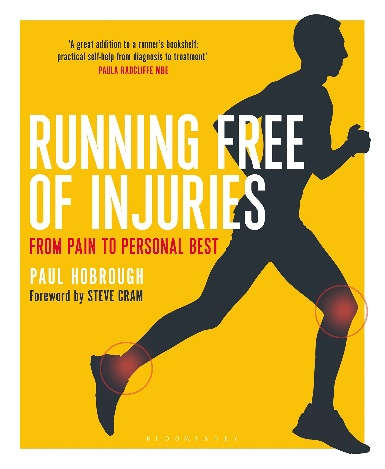 'A great addition to a runner's bookshelf:
practical self-help from diagnosis to treatment'
PAULA RADCLIFFE MBE
RUNNING FREE
OF INJURIES
FROM PAIN TO PERSONAL BEST
PAUL HOBROUGH
Foreword by STEVE CRAM
BLOOMSBURY